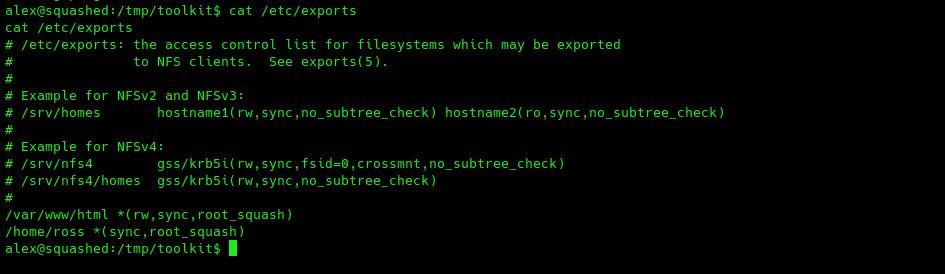 alex@squashed:/tmp/toolkit$ cat /etc/exports
cat /etc/exports
# /etc/exports: the access control list for filesystems which may be exported
#               to NFS clients.  See exports(5).
#
# Example for NFSv2 and NFSv3:
# /srv/homes       hostname1(rw,sync,no_subtree_check) hostname2(ro,sync,no_subtree_check)
#
# Example for NFSv4:
# /srv/nfs4        gss/krb5i(rw,sync,fsid=0,crossmnt,no_subtree_check)
# /srv/nfs4/homes  gss/krb5i(rw,sync,no_subtree_check)
#
/var/www/html *(rw,sync,root_squash)
/home/ross *(sync,root_squash)
alex@squashed:/tmp/toolkit$